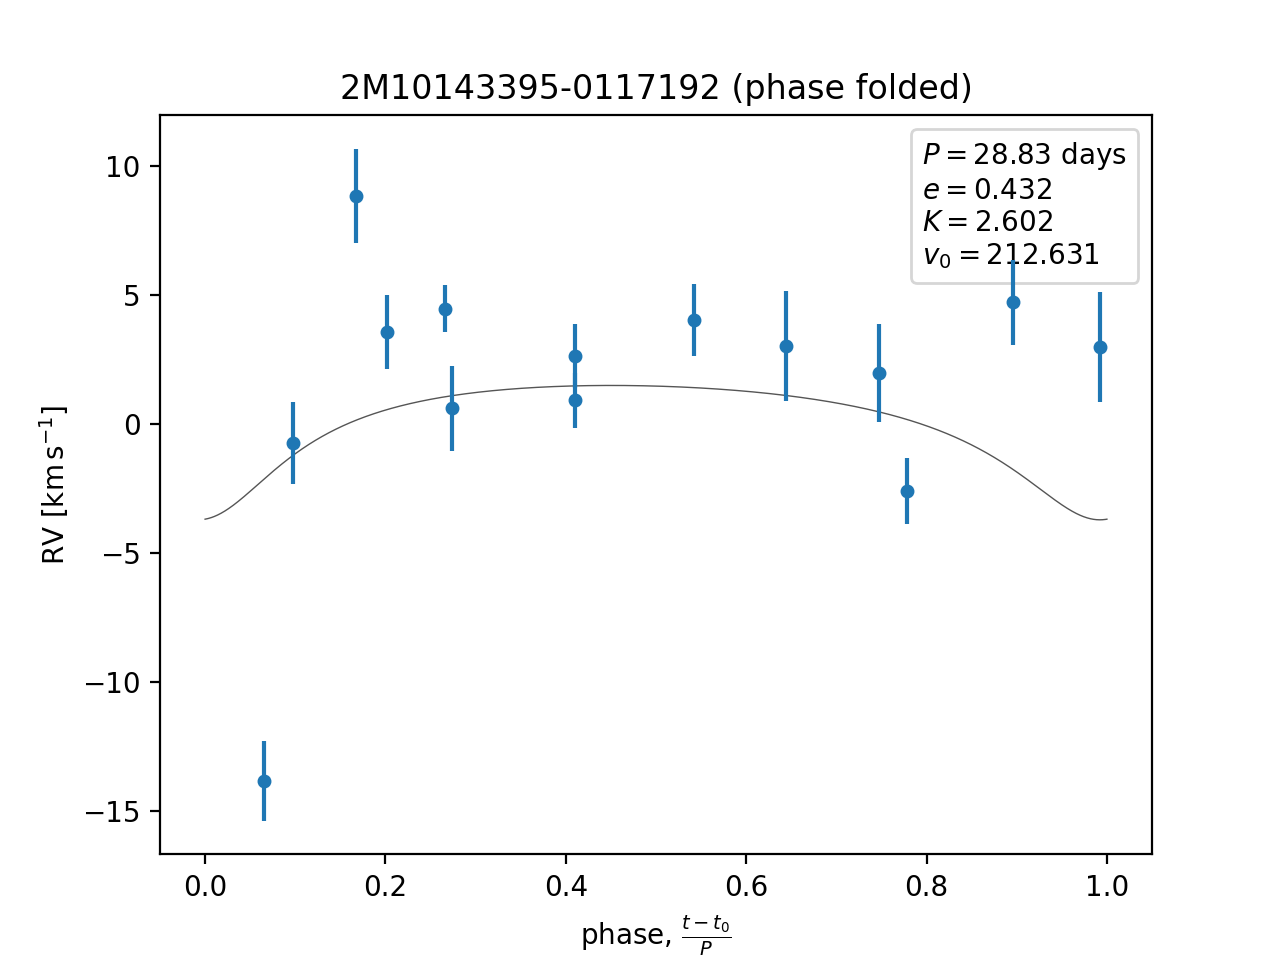 2M10143395-0117192 (phase folded)
P = 28.83 days
e = 0.432
K = 2.602
v₀ = 212.631
10
5
0
−5
−10
−15
RV [km s⁻¹]
0.0 0.2 0.4 0.6 0.8 1.0
phase, (t − t₀)/P